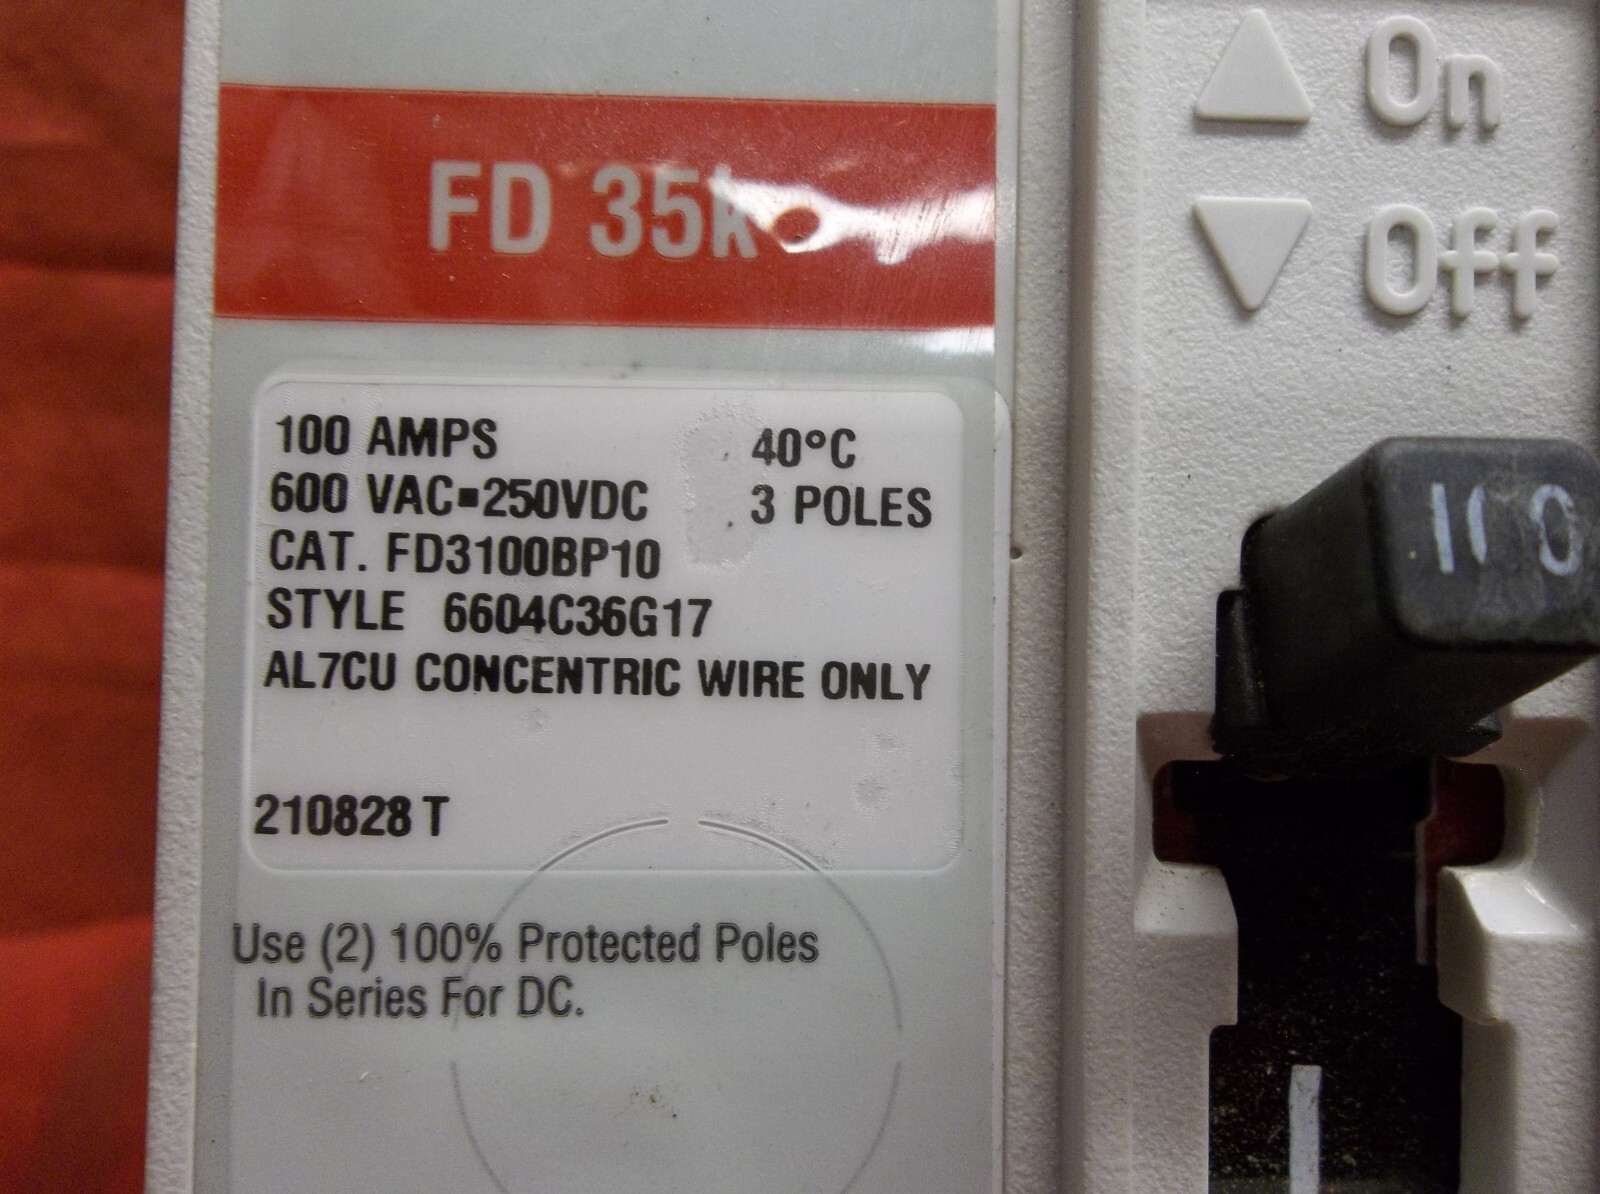 FD 35k
On
Off
100 AMPS 40°C
600 VAC▪250VDC 3 POLES
CAT. FD3100BP10
STYLE 6604C36G17
AL7CU CONCENTRIC WIRE ONLY
210828 T
Use (2) 100% Protected Poles
In Series For DC.